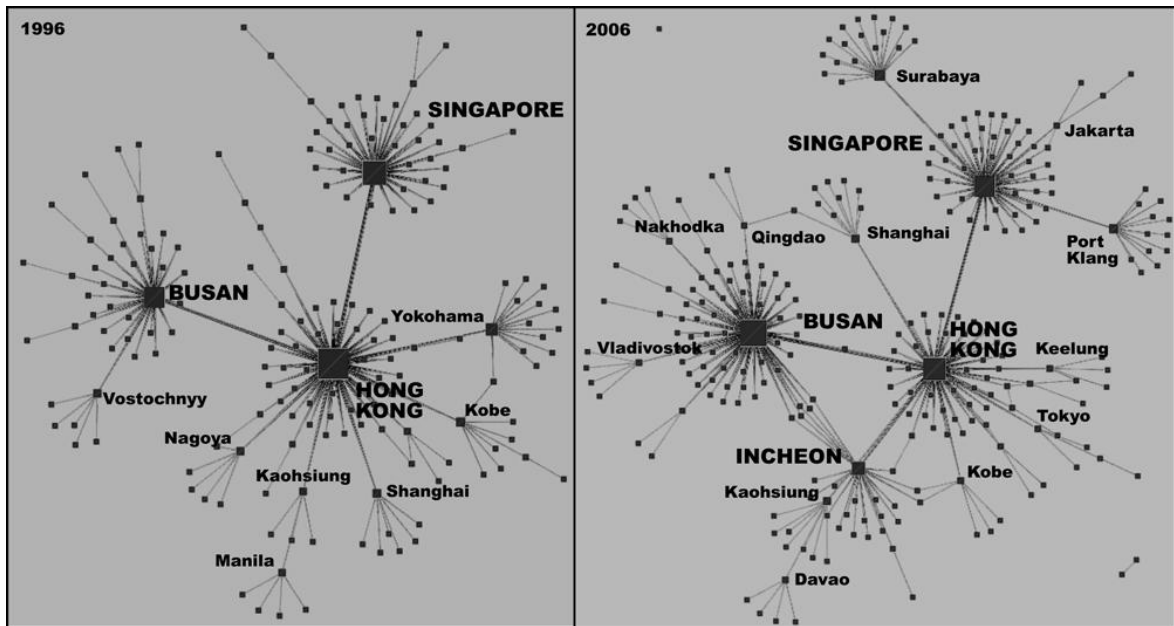 1996
SINGAPORE
BUSAN
Yokohama
HONG
KONG
Vostochnyy
Kobe
Nagoya
Kaohsiung
Shanghai
Manila
2006
Surabaya
Jakarta
SINGAPORE
Nakhodka
Qingdao
Shanghai
Port
Klang
BUSAN
HONG
KONG
Keelung
Vladivostok
Tokyo
INCHEON
Kobe
Kaohsiung
Davao